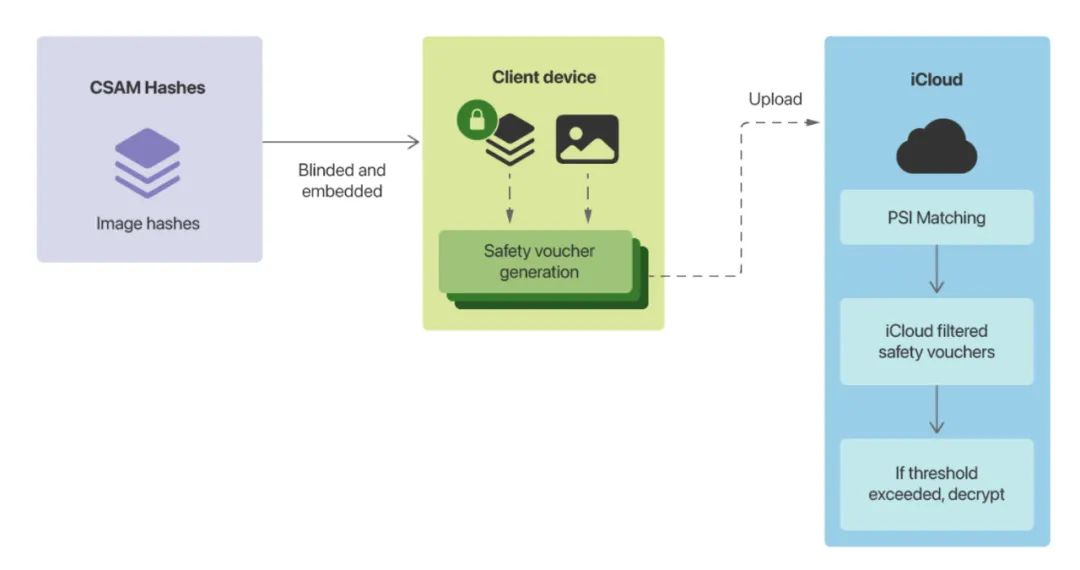 CSAM Hashes
Image hashes
Blinded and
embedded
Client device
Safety voucher
generation
Upload
iCloud
PSI Matching
iCloud filtered
safety vouchers
If threshold
exceeded, decrypt